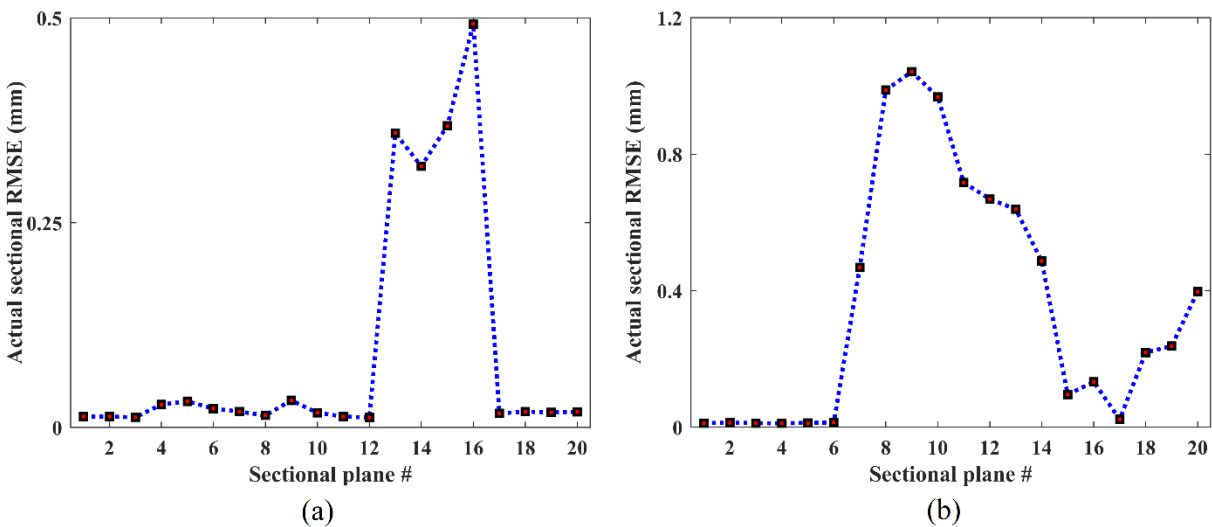 0.5
0.25
0
Actual sectional RMSE (mm)
2 4 6 8 10 12 14 16 18 20
Sectional plane #
(a)
1.2
0.8
0.4
0
Actual sectional RMSE (mm)
2 4 6 8 10 12 14 16 18 20
Sectional plane #
(b)